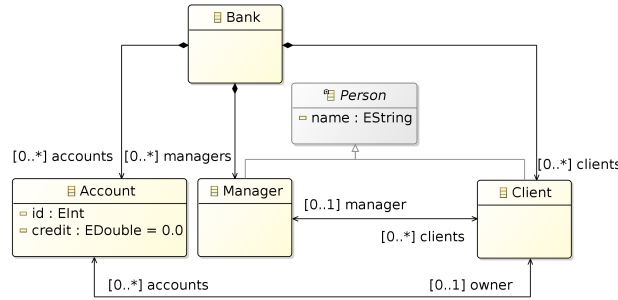 Bank
Person
name : EString
[0..*] accounts
[0..*] managers
[0..*] clients
Account
id : EInt
credit : EDouble = 0.0
Manager
Client
[0..1] manager
[0..*] clients
[0..*] accounts
[0..1] owner